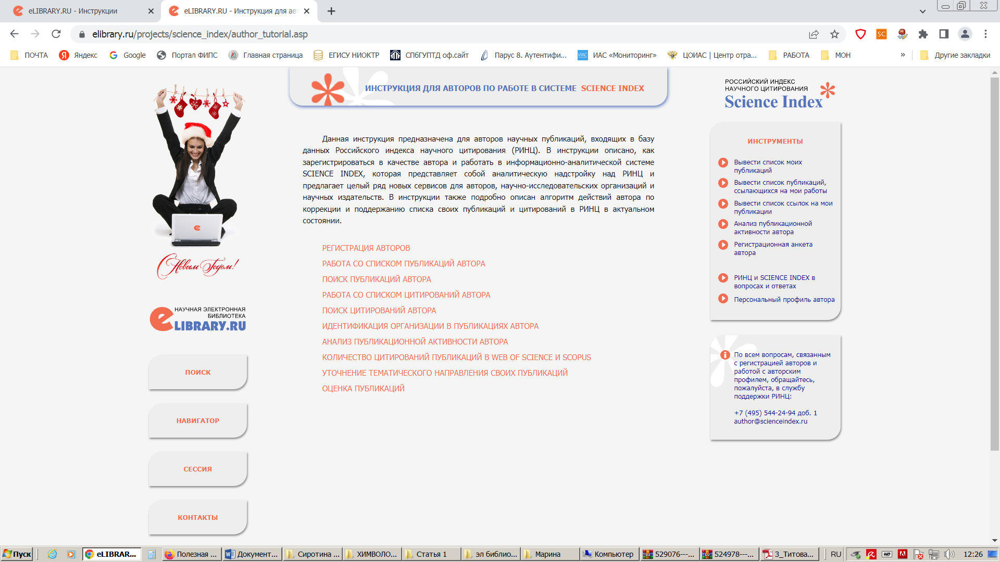 eLIBRARY.RU - Инструкции
eLIBRARY.RU - Инструкция для ав
elibrary.ru/projects/science_index/author_tutorial.asp
SC
ПОЧТА
Яндекс
Google
Портал ФИПС
Главная страница
ЕГИСУ НИОКТР
СПбГУПТД оф.сайт
Парус 8. Аутентифи...
ИАС «Мониторинг»
ЦОИАС | Центр отра...
РАБОТА
МОН
»
Другие закладки
С Новым Годом!
НАУЧНАЯ ЭЛЕКТРОННАЯ
БИБЛИОТЕКА
eLIBRARY.RU
ПОИСК
НАВИГАТОР
СЕССИЯ
КОНТАКТЫ
ИНСТРУКЦИЯ ДЛЯ АВТОРОВ ПО РАБОТЕ В СИСТЕМЕ SCIENCE INDEX
Данная инструкция предназначена для авторов научных публикаций, входящих в базу
данных Российского индекса научного цитирования (РИНЦ). В инструкции описано, как
зарегистрироваться в качестве автора и работать в информационно-аналитической системе
SCIENCE INDEX, которая представляет собой аналитическую надстройку над РИНЦ и
предлагает целый ряд новых сервисов для авторов, научно-исследовательских организаций и
научных издательств. В инструкции также подробно описан алгоритм действий автора по
коррекции и поддержанию списка своих публикаций и цитирований в РИНЦ в актуальном
состоянии.
РЕГИСТРАЦИЯ АВТОРОВ
РАБОТА СО СПИСКОМ ПУБЛИКАЦИЙ АВТОРА
ПОИСК ПУБЛИКАЦИЙ АВТОРА
РАБОТА СО СПИСКОМ ЦИТИРОВАНИЙ АВТОРА
ПОИСК ЦИТИРОВАНИЙ АВТОРА
ИДЕНТИФИКАЦИЯ ОРГАНИЗАЦИИ В ПУБЛИКАЦИЯХ АВТОРА
АНАЛИЗ ПУБЛИКАЦИОННОЙ АКТИВНОСТИ АВТОРА
КОЛИЧЕСТВО ЦИТИРОВАНИЙ ПУБЛИКАЦИЙ В WEB OF SCIENCE И SCOPUS
УТОЧНЕНИЕ ТЕМАТИЧЕСКОГО НАПРАВЛЕНИЯ СВОИХ ПУБЛИКАЦИЙ
ОЦЕНКА ПУБЛИКАЦИЙ
РОССИЙСКИЙ ИНДЕКС
НАУЧНОГО ЦИТИРОВАНИЯ
Science Index
ИНСТРУМЕНТЫ
Вывести список моих
публикаций
Вывести список публикаций,
ссылающихся на мои работы
Вывести список ссылок на мои
публикации
Анализ публикационной
активности автора
Регистрационная анкета
автора
РИНЦ и SCIENCE INDEX в
вопросах и ответах
Персональный профиль автора
По всем вопросам, связанным
с регистрацией авторов и
работой с авторским
профилем, обращайтесь,
пожалуйста, в службу
поддержки РИНЦ:
+7 (495) 544-24-94 доб. 1
author@scienceindex.ru
Пуск
eLIBRAR...
Полезная ...
Документ...
Сиротина ...
ХИМВОЛО...
Статья 1
эл библио...
Марина
Компьютер
529076---...
524978---...
3_Титова...
RU
12:26